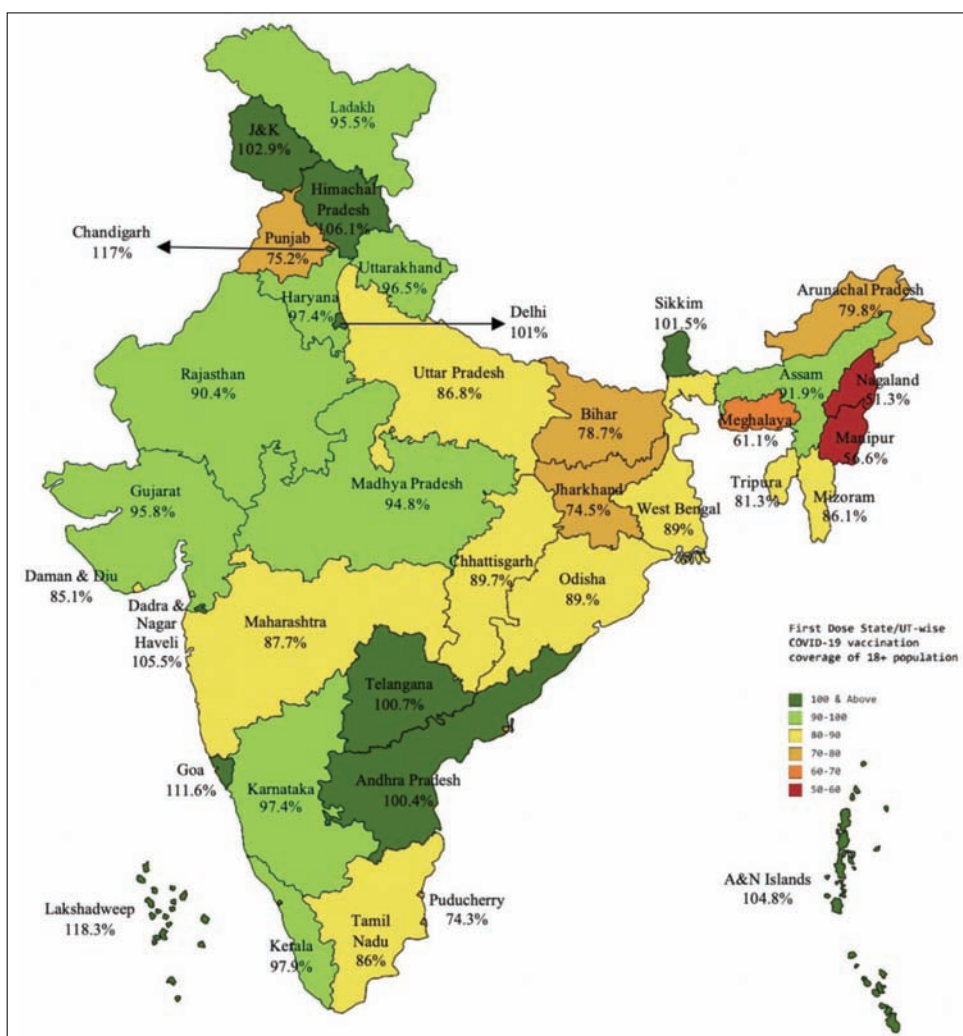 Ladakh
95.5%
J&K
102.9%
Himachal
Pradesh
106.1%
Chandigarh
117%
Punjab
75.2%
Uttarakhand
96.5%
Haryana
97.4%
Delhi
101%
Sikkim
101.5%
Arunachal Pradesh
79.8%
Rajasthan
90.4%
Uttar Pradesh
86.8%
Assam
91.9%
Nagaland
51.3%
Bihar
78.7%
Meghalaya
61.1%
Manipur
56.6%
Gujarat
95.8%
Madhya Pradesh
94.8%
Jharkhand
74.5%
West Bengal
89%
Tripura
81.3%
Mizoram
86.1%
Daman & Diu
85.1%
Dadra &
Nagar
Haveli
105.5%
Chhattisgarh
89.7%
Odisha
89.%
Maharashtra
87.7%
First Dose State/UT-wise
COVID-19 vaccination
coverage of 18+ population
100 & Above
90-100
80-90
70-80
60-70
50-60
Telangana
100.7%
Goa
111.6%
Karnataka
97.4%
Andhra Pradesh
100.4%
A&N Islands
104.8%
Lakshadweep
118.3%
Puducherry
74.3%
Tamil
Nadu
86%
Kerala
97.9%